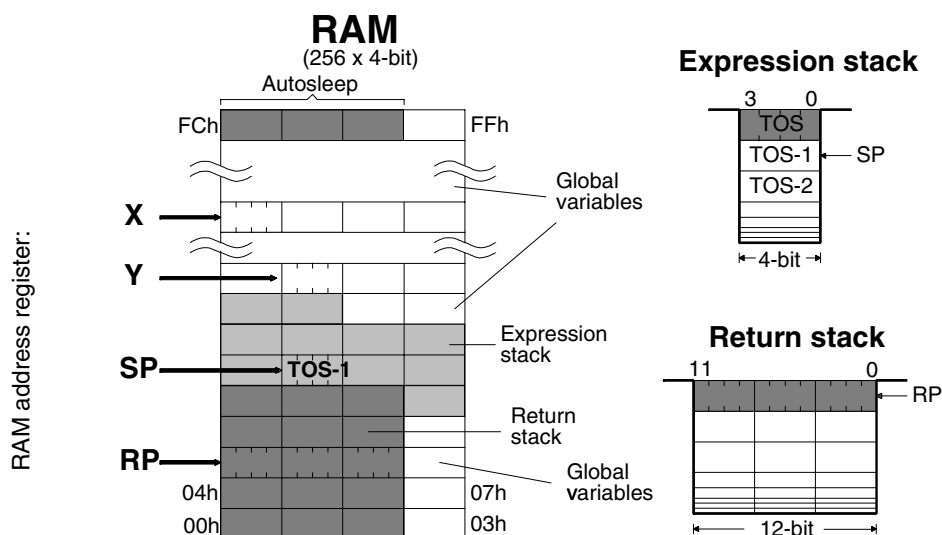 RAM
(256 x 4-bit)
Autosleep
FCh
FFh
Global
variables
X
Y
SP
TOS-1
Expression
stack
RP
Return
stack
Global
variables
04h
07h
00h
03h
RAM address register:
Expression stack
3 0
TOS
TOS-1
SP
TOS-2
4-bit
Return stack
11 0
RP
12-bit